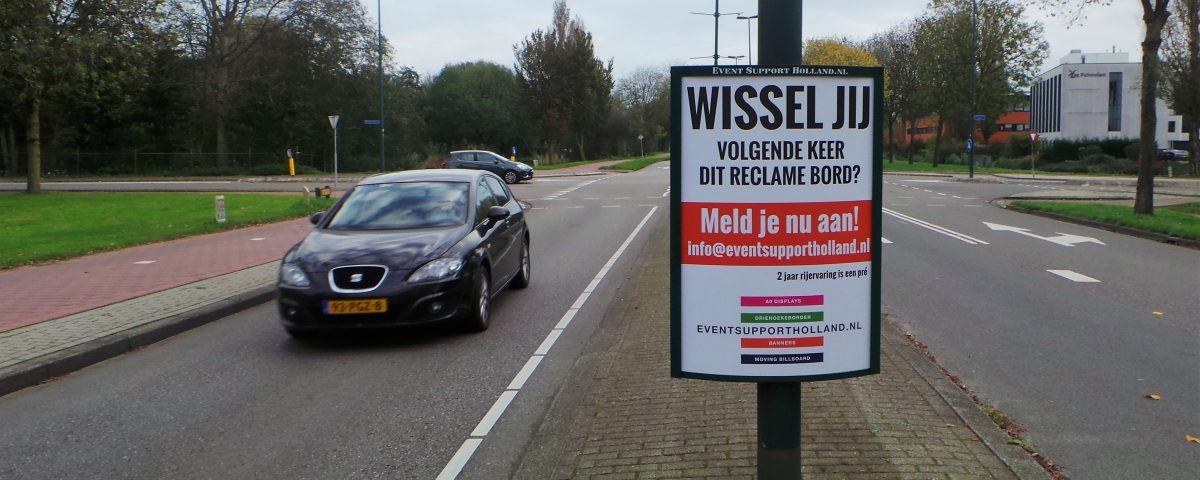 EVENT SUPPORT HOLLAND.NL
WISSEL JIJ
VOLGENDE KEER
DIT RECLAME BORD?
Meld je nu aan!
info@eventsupportholland.nl
2 jaar rijervaring is een pré
A0 DISPLAYS
DRIEHOEKSBORDEN
EVENTSUPPORTHOLLAND.NL
BANNERS
MOVING BILLBOARD
93-PGZ-8